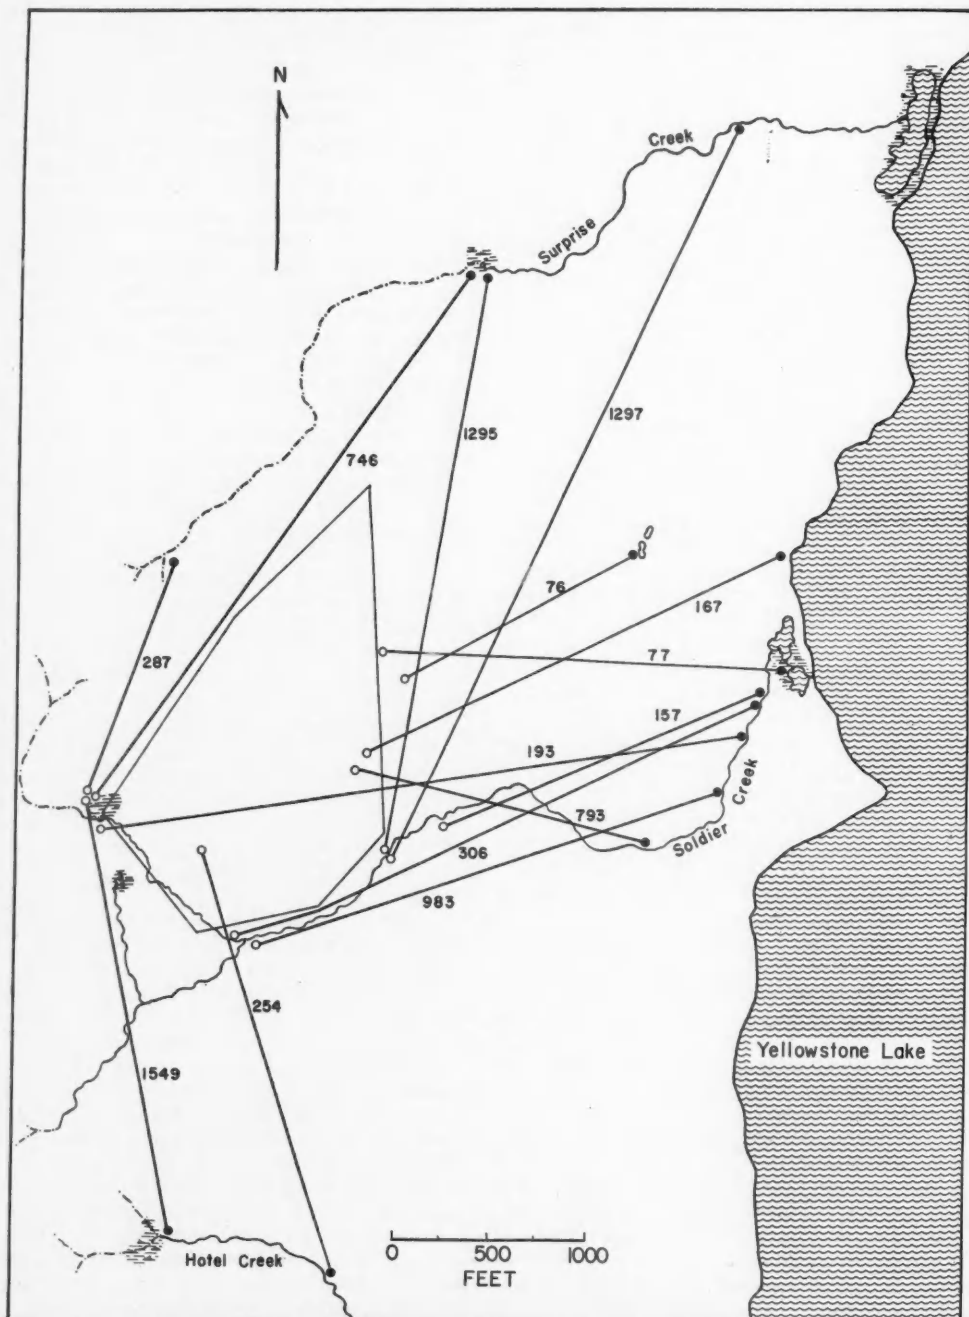 N
Creek
Surprise
1297
1295
746
76
167
287
77
157
193
793
Creek
Soldier
306
983
254
Yellowstone Lake
1549
Hotel Creek
0 500 1000
FEET